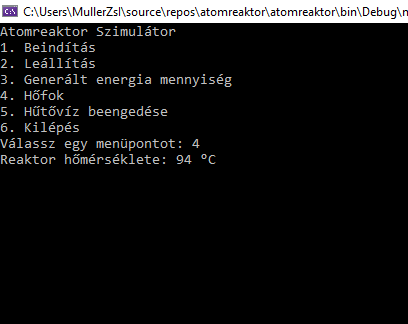 C:\Users\MullerZsl\source\repos\atomreaktor\atomreaktor\bin\Debug\n
Atomreaktor Szimulátor
1. Beindítás
2. Leállítás
3. Generált energia mennyiség
4. Hőfok
5. Hűtővíz beengedése
6. Kilépés
Válassz egy menüpontot: 4
Reaktor hőmérséklete: 94 °C